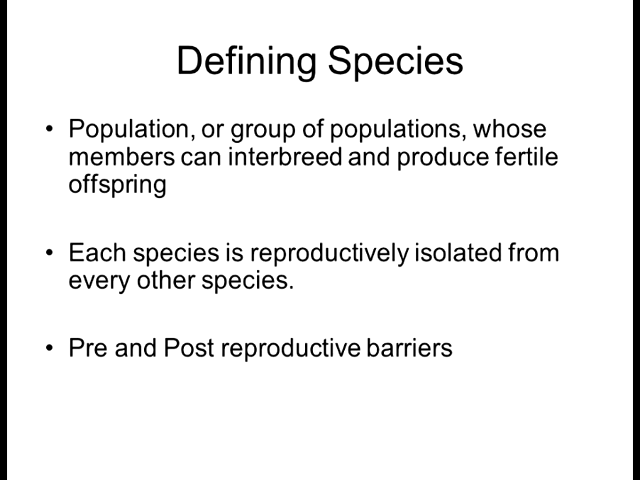 Defining Species
• Population, or group of populations, whose
members can interbreed and produce fertile
offspring
• Each species is reproductively isolated from
every other species.
• Pre and Post reproductive barriers